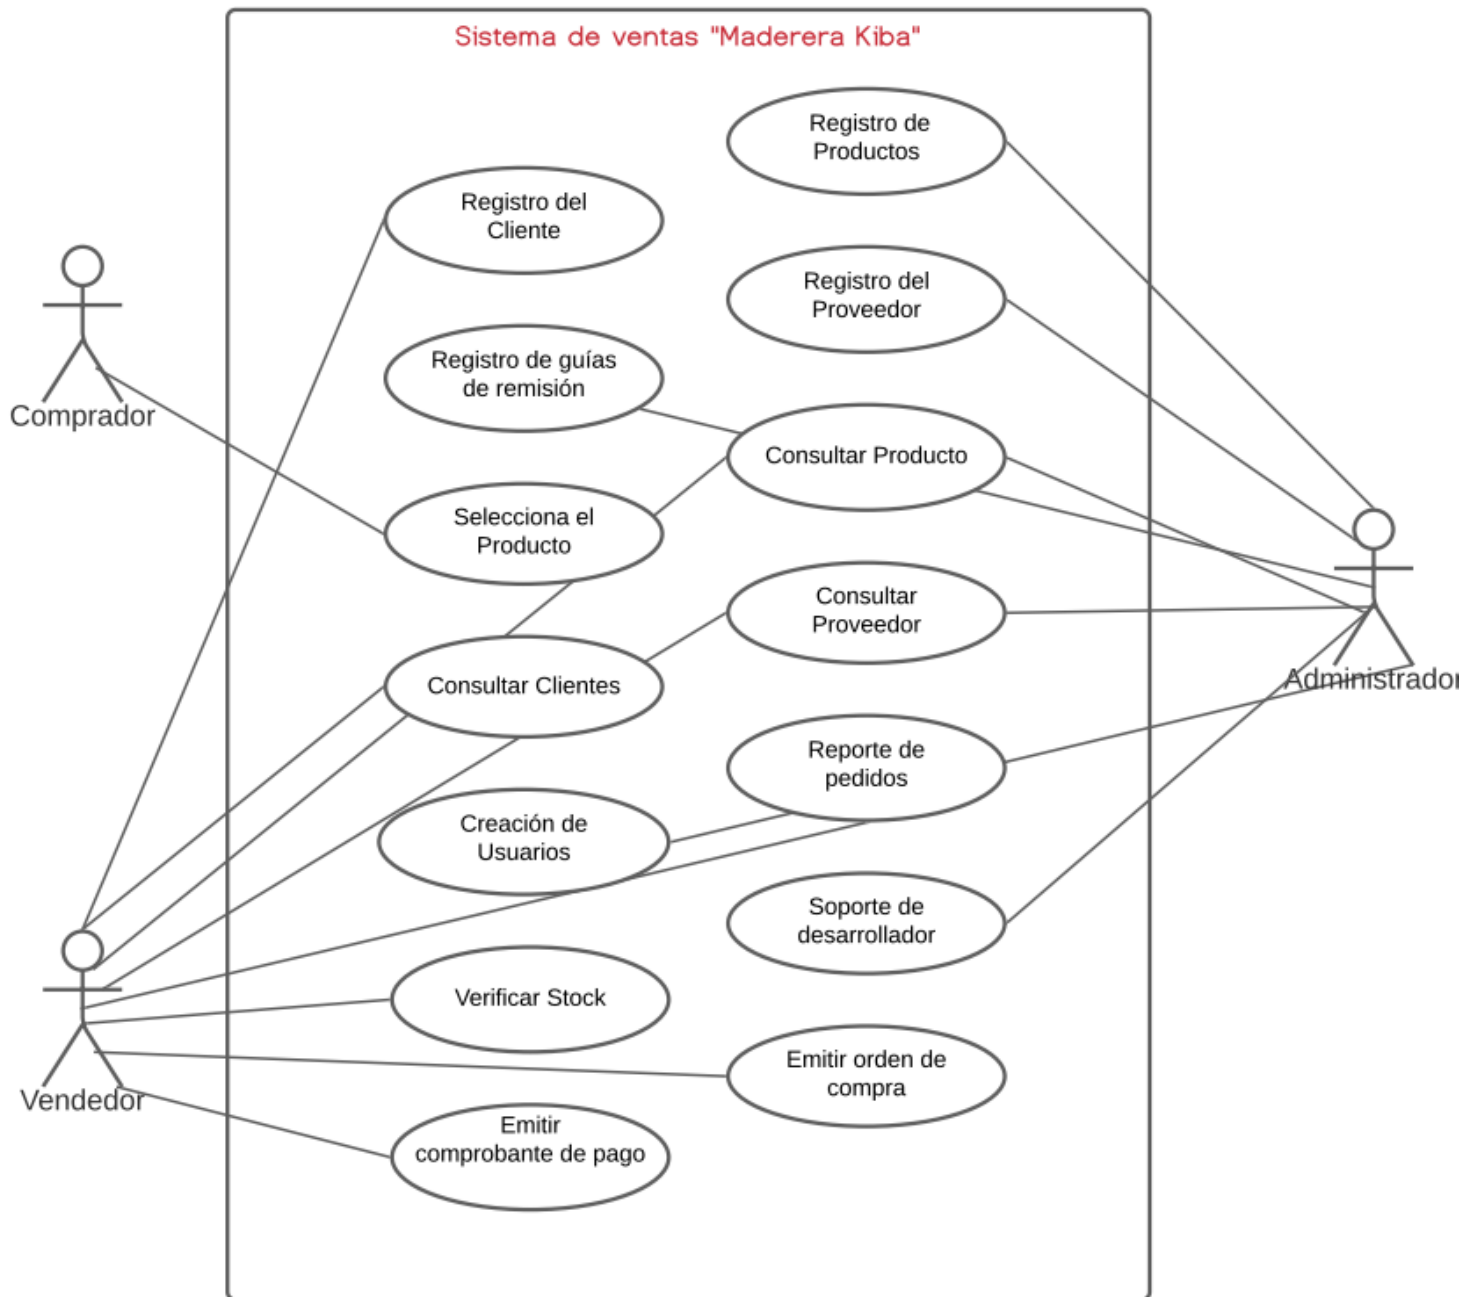 Sistema de ventas "Maderera Kiba"
Registro de
Productos
Registro del
Cliente
Registro del
Proveedor
Registro de guías
de remisión
Comprador
Consultar Producto
Selecciona el
Producto
Consultar
Proveedor
Consultar Clientes
Administrador
Reporte de
pedidos
Creación de
Usuarios
Soporte de
desarrollador
Verificar Stock
Emitir orden de
compra
Vendedor
Emitir
comprobante de pago